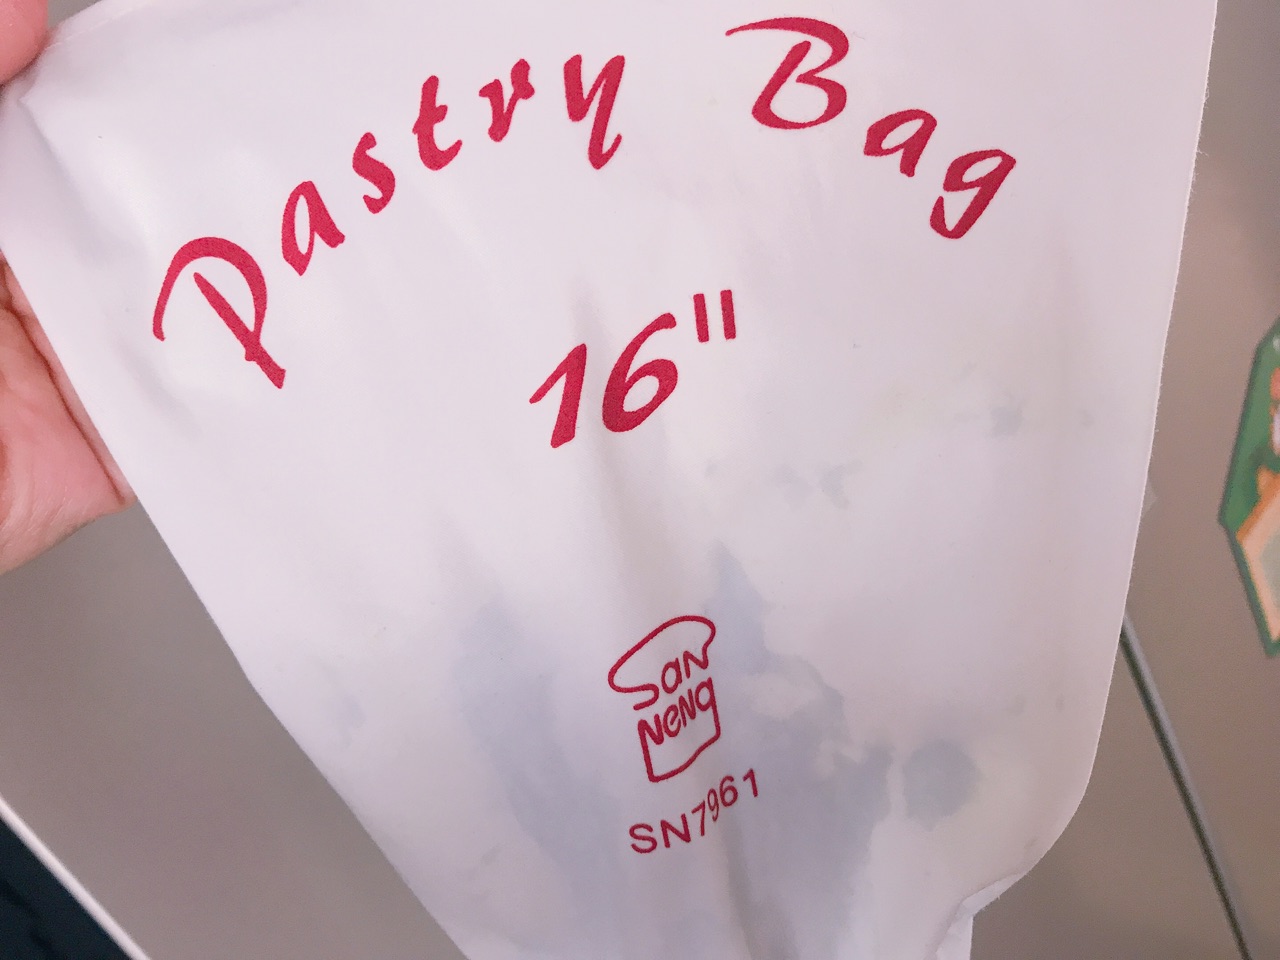 Pastry Bag
16"
SaN
NeNg
SN7961